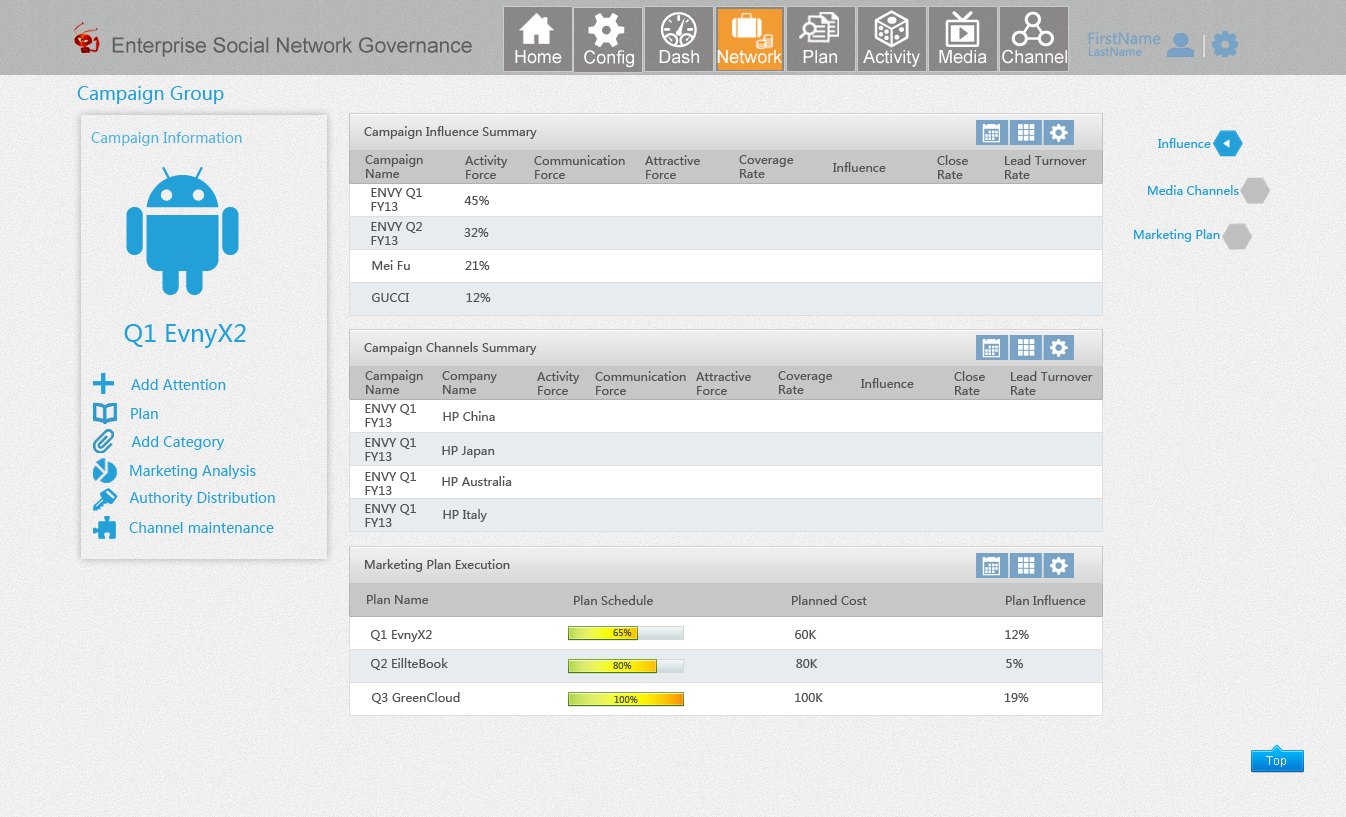 Enterprise Social Network Governance
Home
Config
Dash
Network
Plan
Activity
Media
Channel
FirstName
LastName
Campaign Group
Campaign Information
Q1 EvnyX2
Add Attention
Plan
Add Category
Marketing Analysis
Authority Distribution
Channel maintenance
Campaign Influence Summary
Campaign Name
Activity Force
Communication Force
Attractive Force
Coverage Rate
Influence
Close Rate
Lead Turnover Rate
ENVY Q1 FY13
45%
ENVY Q2 FY13
32%
Mei Fu
21%
GUCCI
12%
Campaign Channels Summary
Campaign Name
Company Name
Activity Force
Communication Force
Attractive Force
Coverage Rate
Influence
Close Rate
Lead Turnover Rate
ENVY Q1 FY13
HP China
ENVY Q1 FY13
HP Japan
ENVY Q1 FY13
HP Australia
ENVY Q1 FY13
HP Italy
Marketing Plan Execution
Plan Name
Plan Schedule
Planned Cost
Plan Influence
Q1 EvnyX2
65%
60K
12%
Q2 EillteBook
80%
80K
5%
Q3 GreenCloud
100%
100K
19%
Influence
Media Channels
Marketing Plan
Top